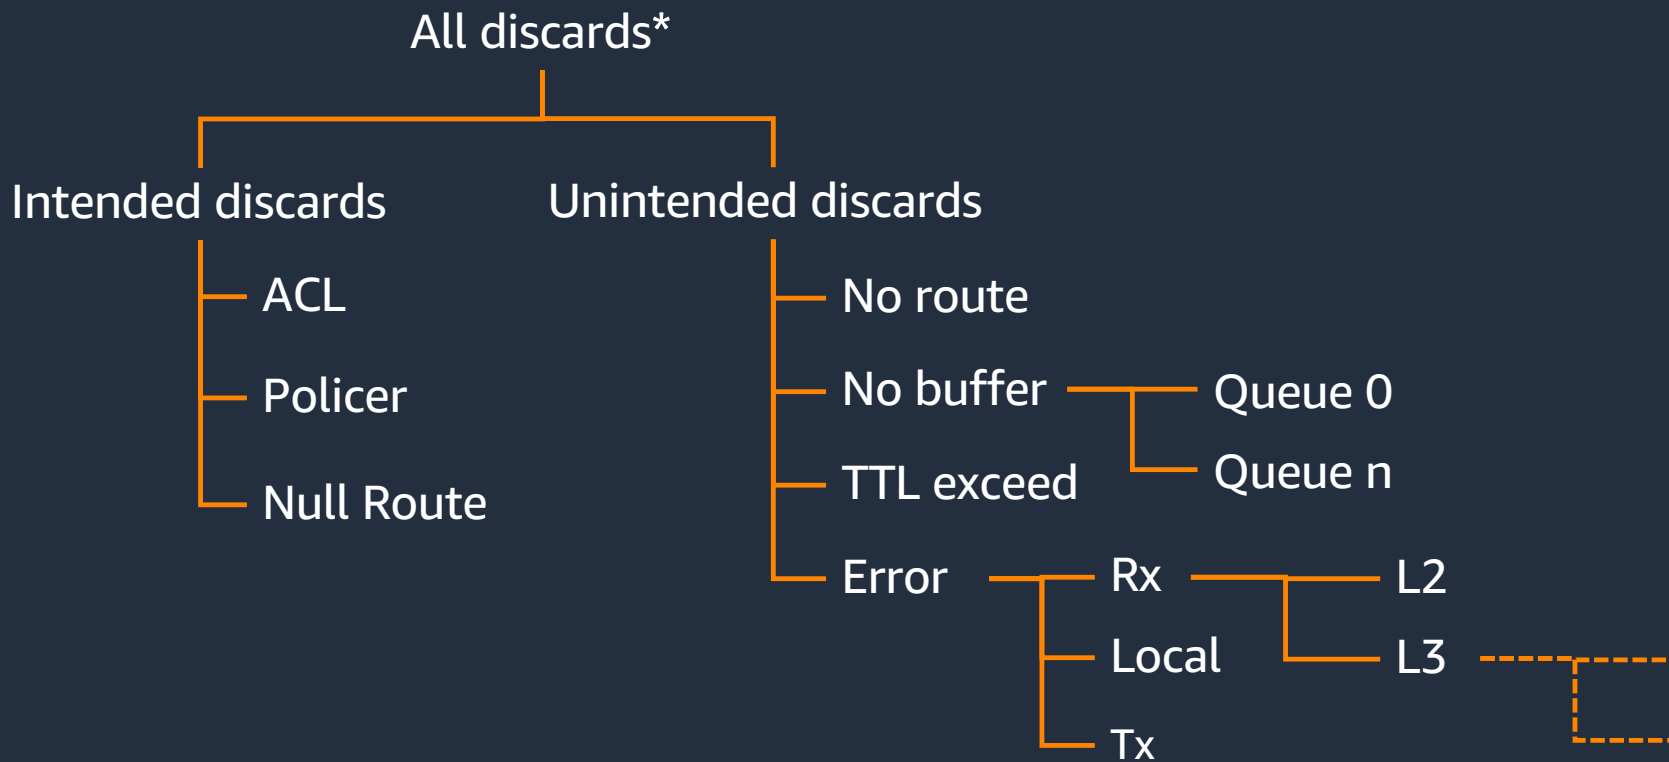 All discards*
Intended discards
Unintended discards
ACL
Policer
Null Route
No route
No buffer
Queue 0
Queue n
TTL exceed
Error
Rx
L2
L3
Local
Tx